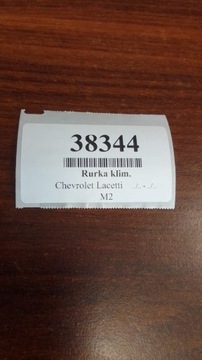 38344
Rurka klim.
Chevrolet Lacetti
M2